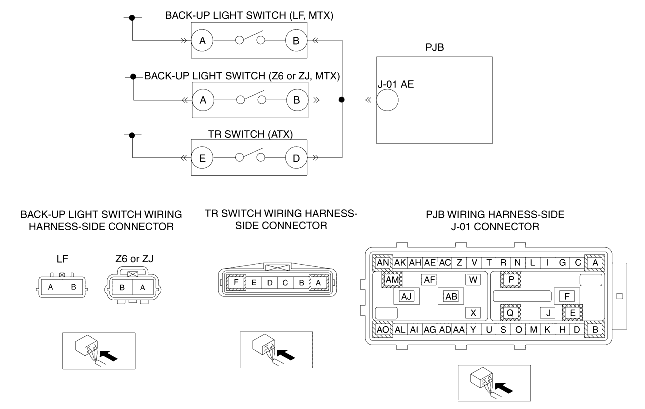 BACK-UP LIGHT SWITCH (LF, MTX)
A B
PJB
BACK-UP LIGHT SWITCH (Z6 or ZJ, MTX)
J-01 AE
A B
TR SWITCH (ATX)
E D
BACK-UP LIGHT SWITCH WIRING
HARNESS-SIDE CONNECTOR
LF
A B
Z6 or ZJ
B A
TR SWITCH WIRING HARNESS-
SIDE CONNECTOR
F E D C B A
PJB WIRING HARNESS-SIDE
J-01 CONNECTOR
AN AK AH AE AC Z V T R N L I G C A
AM AF W P
AJ AB F
X Q J E
AO AL AI AG AD AA Y U S O M K H D B